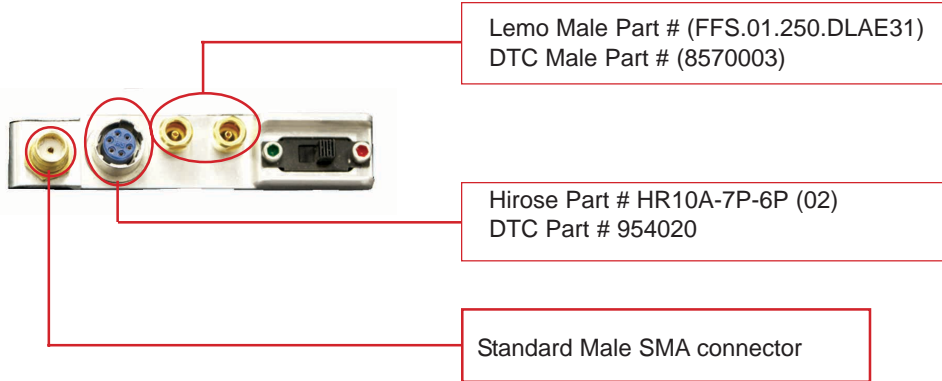 Lemo Male Part # (FFS.01.250.DLAE31)
DTC Male Part # (8570003)
Hirose Part # HR10A-7P-6P (02)
DTC Part # 954020
Standard Male SMA connector